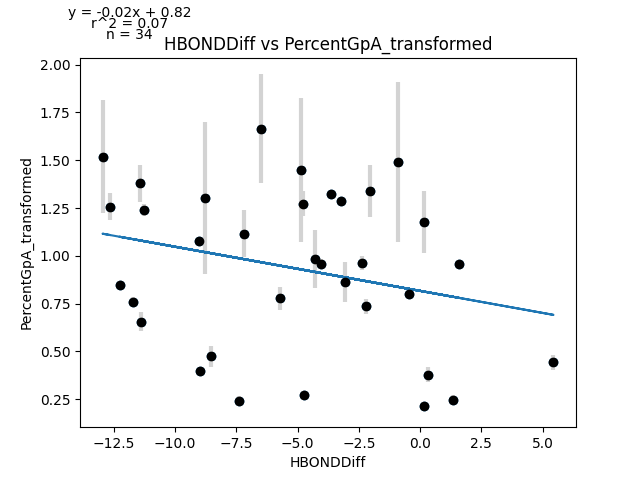 y = -0.02x + 0.82
r^2 = 0.07
n = 34
HBONDDiff vs PercentGpA_transformed
2.00
1.75
1.50
1.25
1.00
0.75
0.50
0.25
PercentGpA_transformed
−12.5 −10.0 −7.5 −5.0 −2.5 0.0 2.5 5.0
HBONDDiff